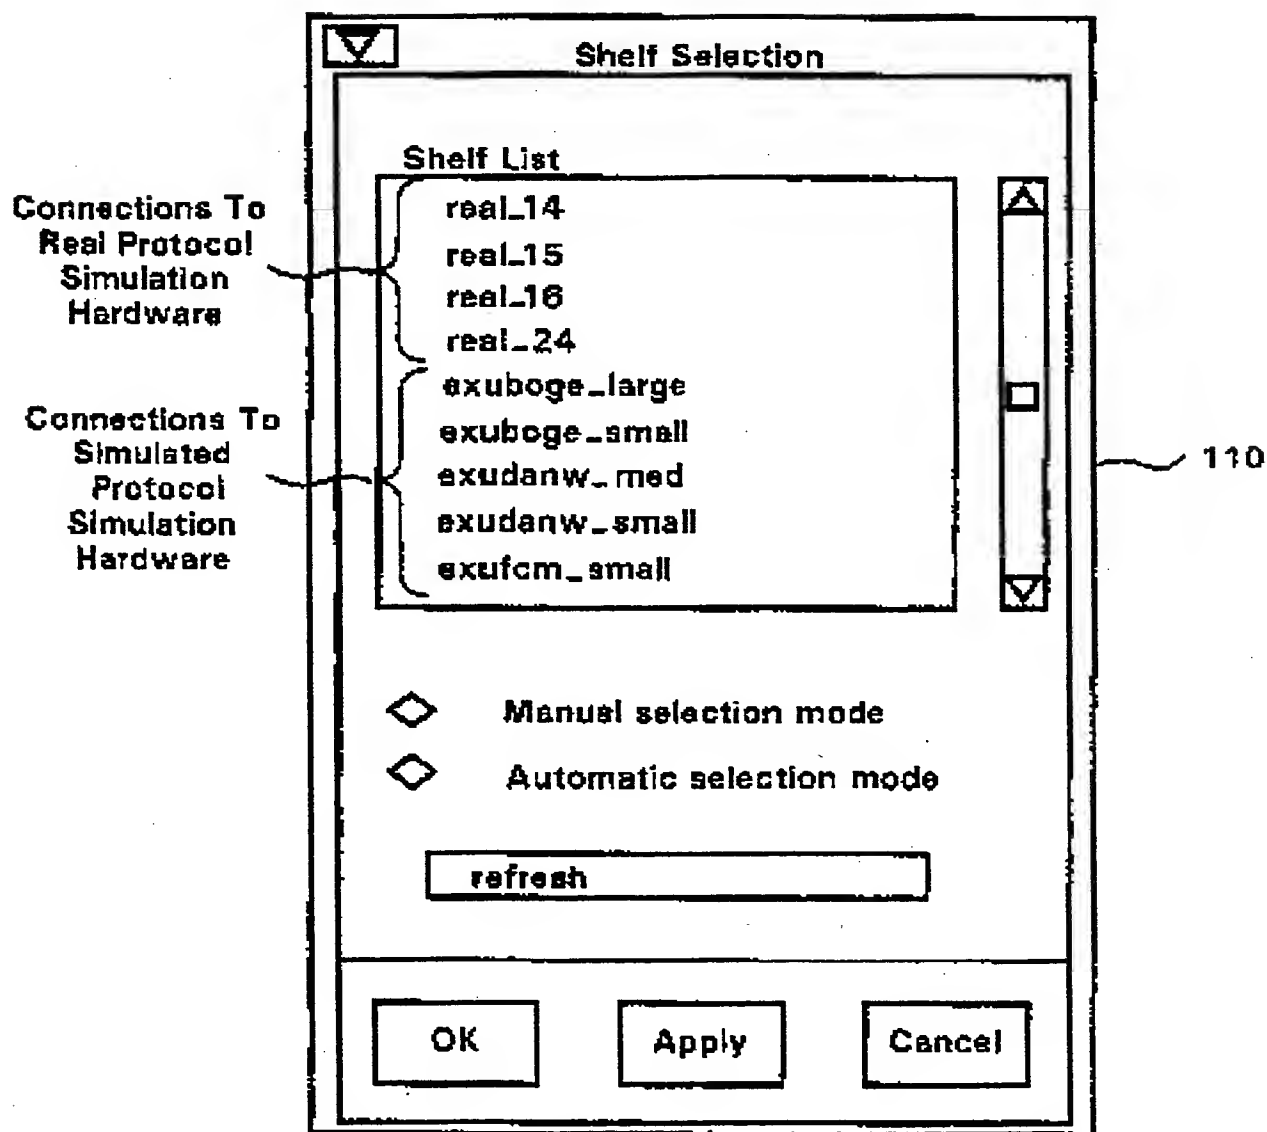 Shelf Selection
Shelf List
Connections To
Real Protocol
Simulation
Hardware
real_14
real_15
real_16
real_24
Connections To
Simulated
Protocol
Simulation
Hardware
exuboge_large
exuboge_small
exudanw_med
exudanw_small
exufcm_small
110
Manual selection mode
Automatic selection mode
refresh
OK
Apply
Cancel